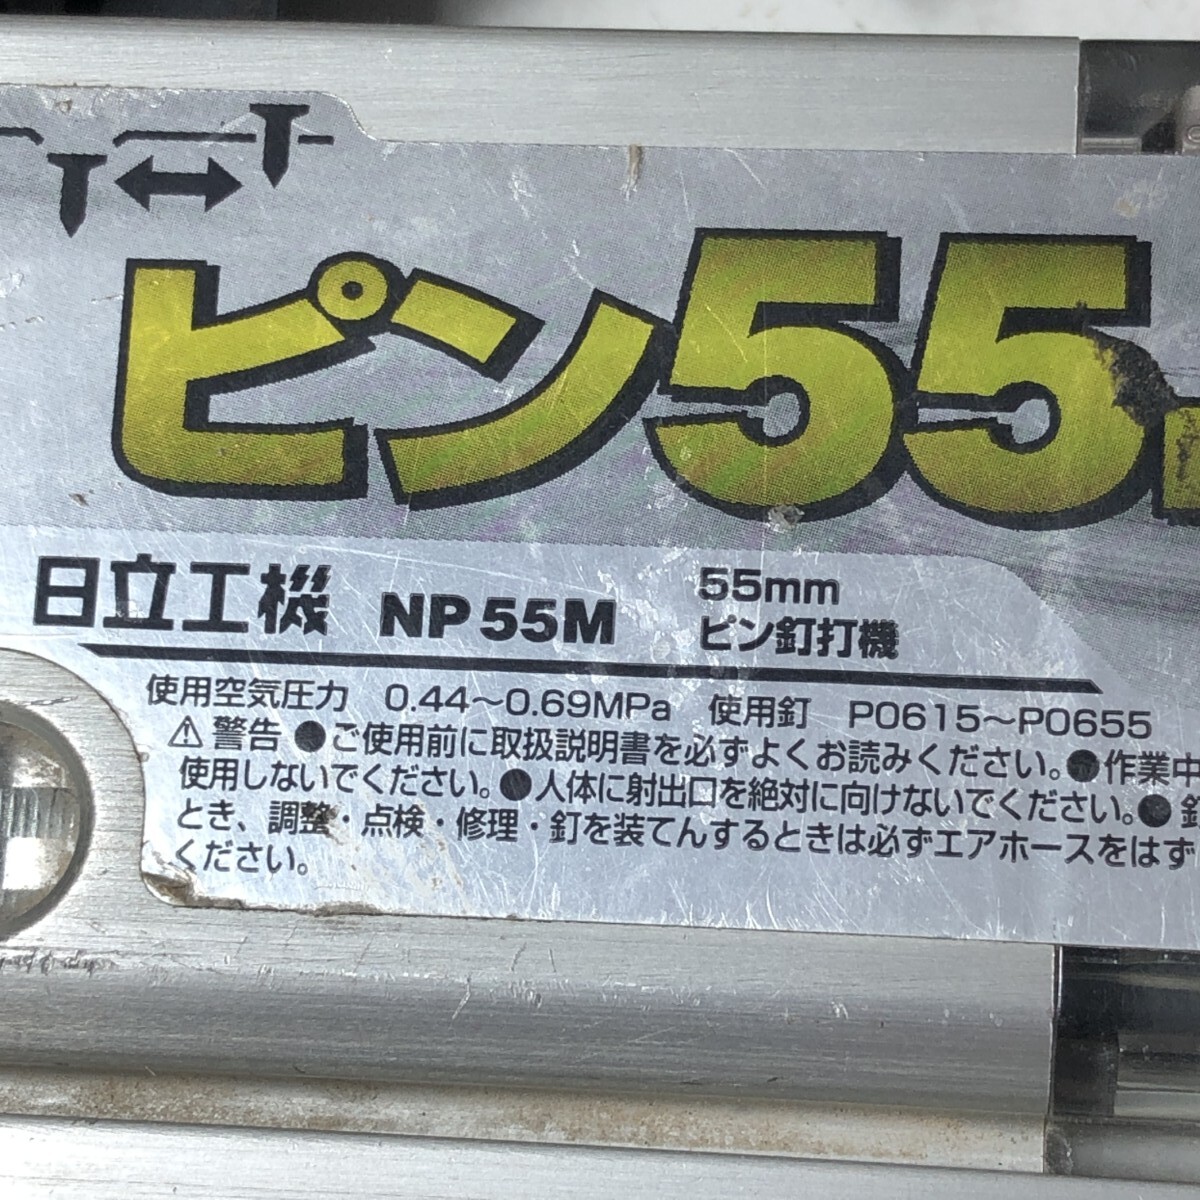 ピン55
日立工機 NP55M 55mm
ピン釘打機
使用空気圧力 0.44～0.69MPa 使用釘 P0615～P0655
⚠警告 ●ご使用前に取扱説明書を必ずよくお読みください。●作業中
使用しないでください。●人体に射出口を絶対に向けないでください。●釘
とき、調整・点検・修理・釘を装てんするときは必ずエアホースをはず
ください。